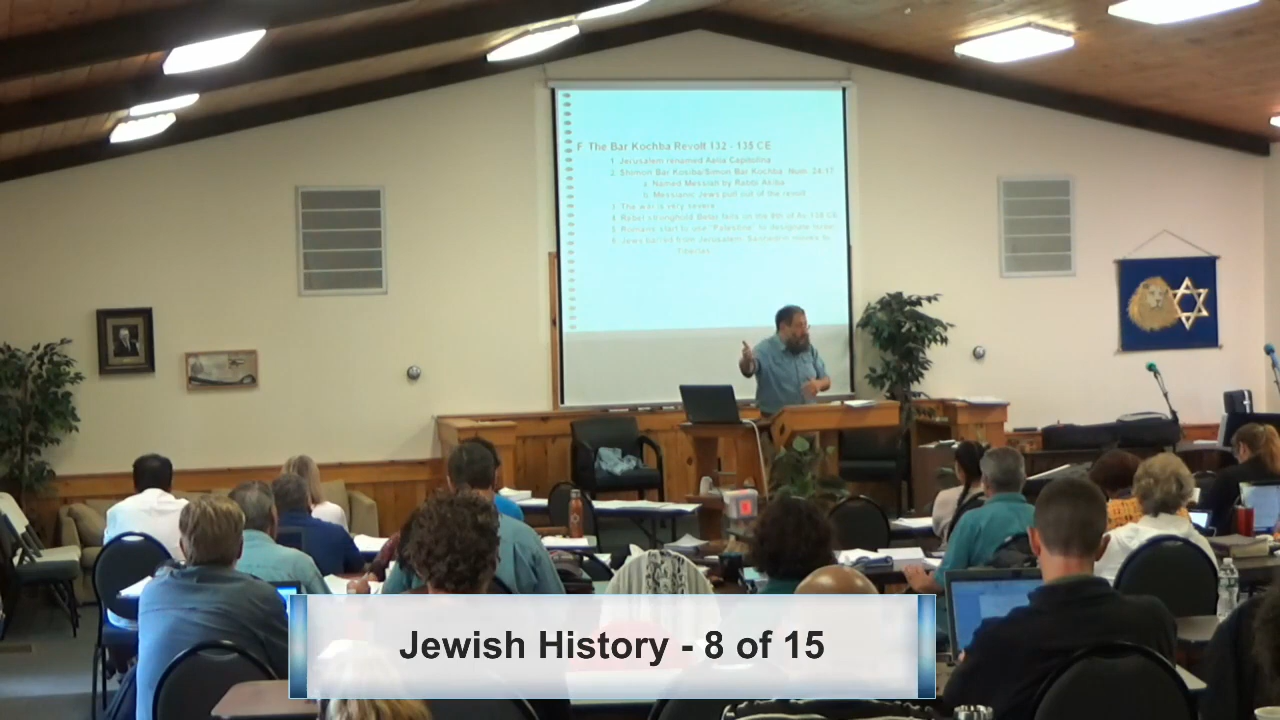 F. The Bar Kochba Revolt 132 - 135 CE
1. Jerusalem renamed Aelia Capitolina
2. Shimon Bar Kosiba/Simon Bar Kochba, Num. 24:17
a. Named Messiah by Rabbi Akiba
b. Messianic Jews pull out of the revolt
3. The war is very severe
4. Rebel stronghold Betar falls on the 9th of Av, 135 CE
5. Romans start to use "Palestine" to designate Israel
6. Jews barred from Jerusalem. Sanhedrin moves to
Tiberias
Jewish History - 8 of 15